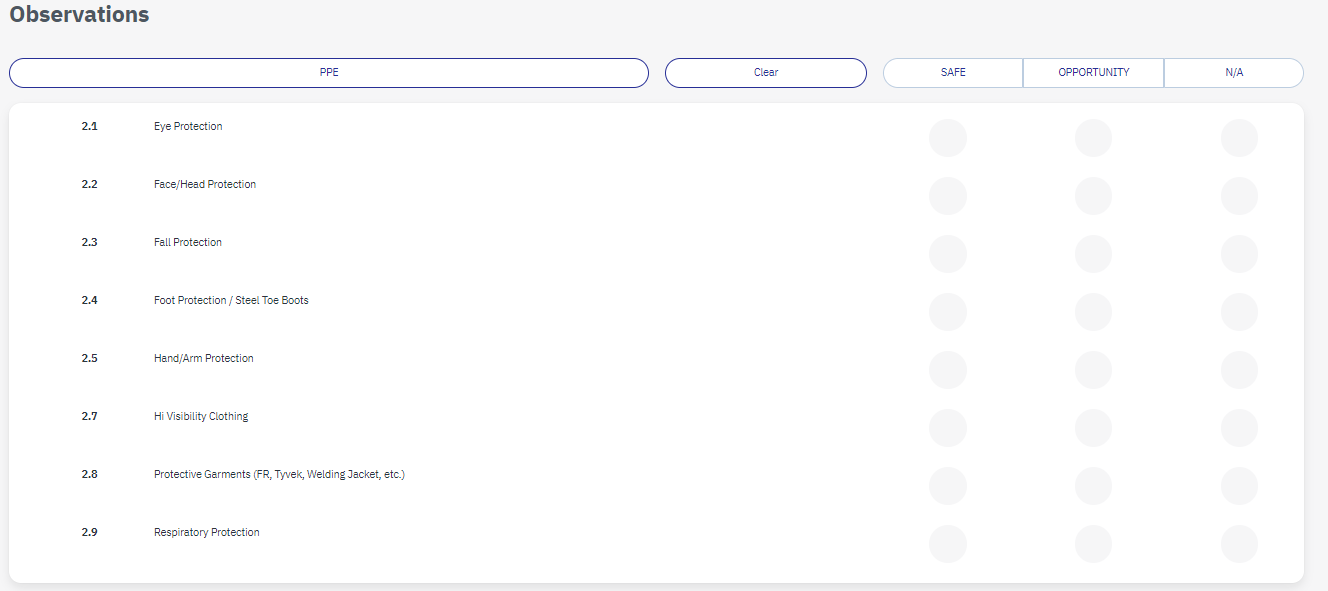 Observations
PPE Clear SAFE OPPORTUNITY N/A
2.1 Eye Protection
2.2 Face/Head Protection
2.3 Fall Protection
2.4 Foot Protection / Steel Toe Boots
2.5 Hand/Arm Protection
2.7 Hi Visibility Clothing
2.8 Protective Garments (FR, Tyvek, Welding Jacket, etc.)
2.9 Respiratory Protection